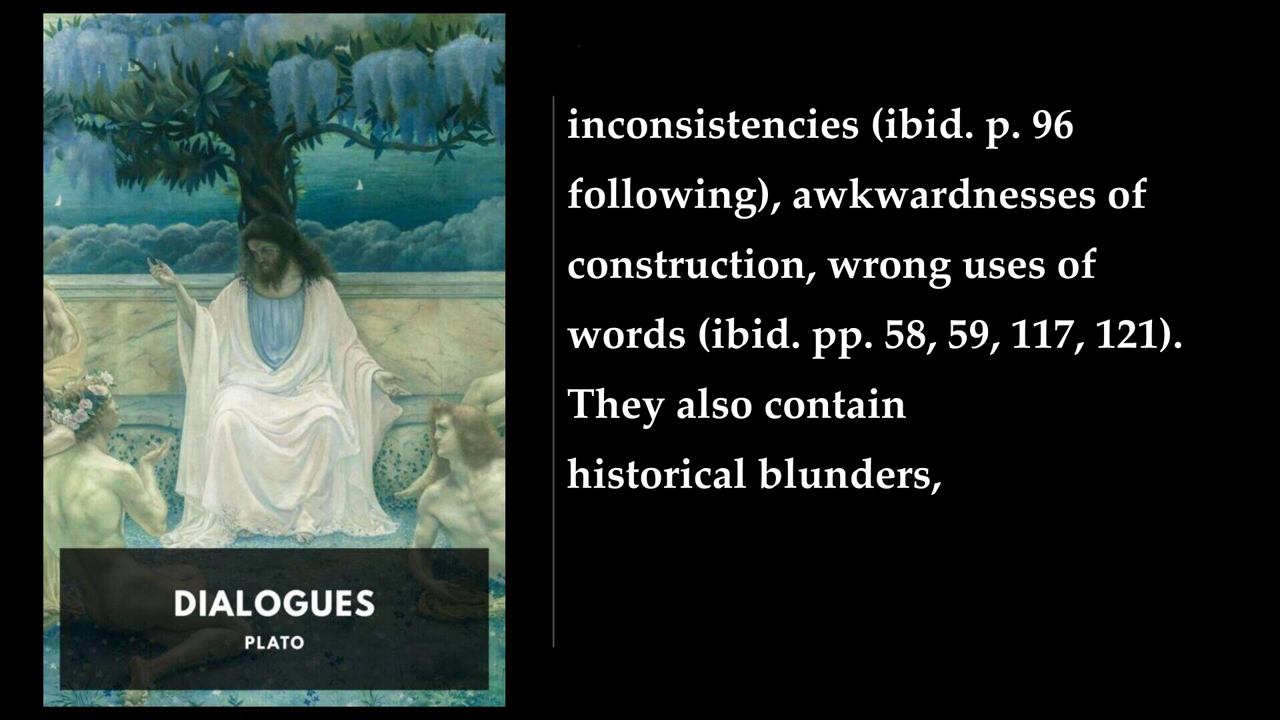 inconsistencies (ibid. p. 96
following), awkwardnesses of
construction, wrong uses of
words (ibid. pp. 58, 59, 117, 121).
They also contain
historical blunders,
DIALOGUES
PLATO